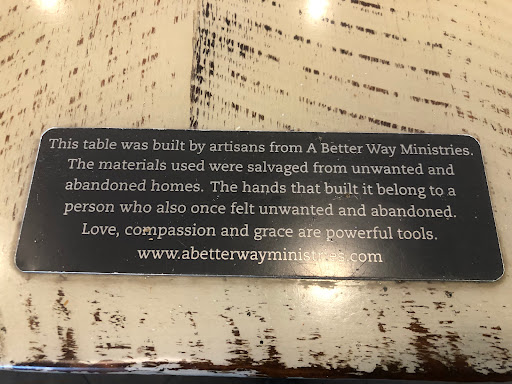 This table was built by artisans from A Better Way Ministries.
The materials used were salvaged from unwanted and
abandoned homes. The hands that built it belong to a
person who also once felt unwanted and abandoned.
Love, compassion and grace are powerful tools.
www.abetterwayministries.com